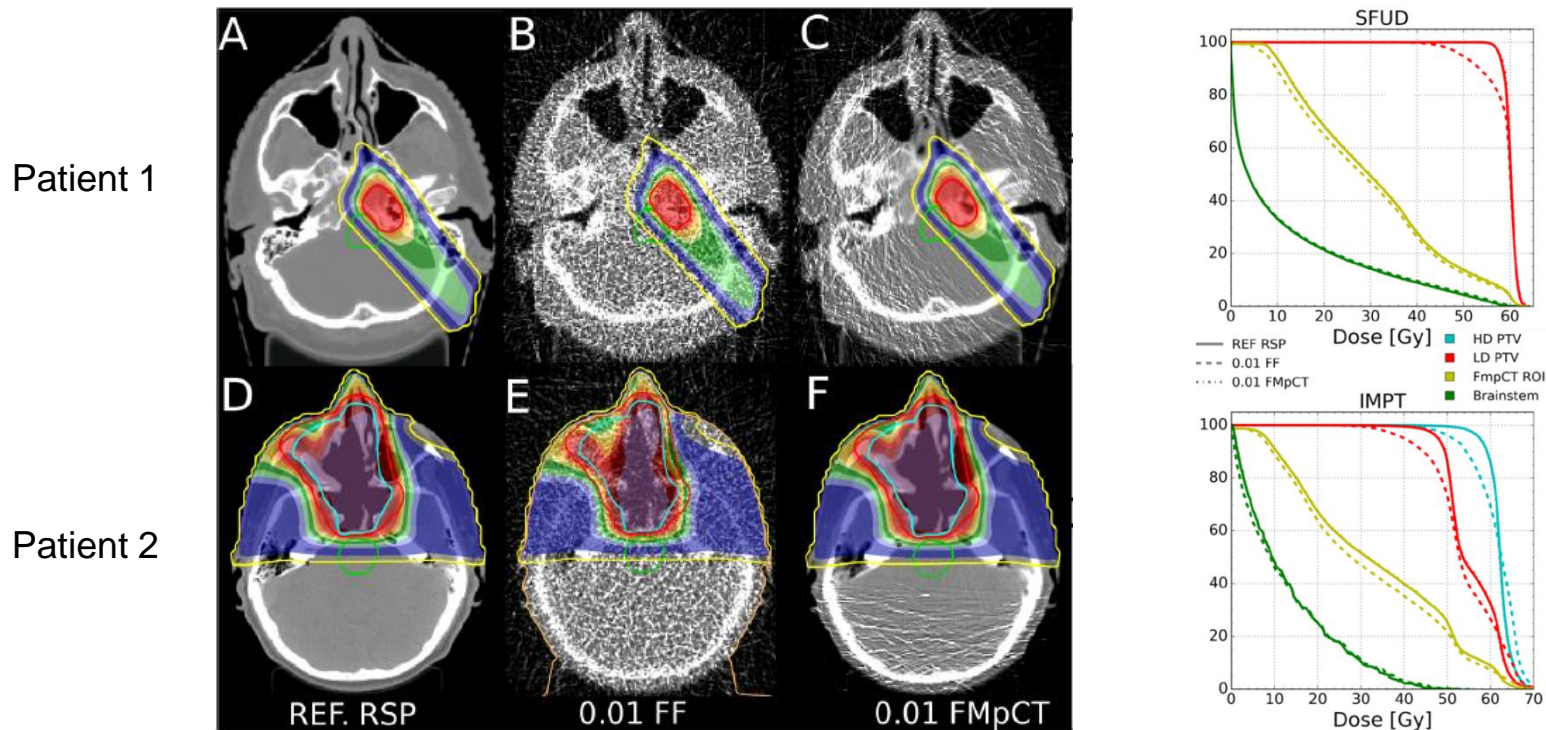 Patient 1
Patient 2
A
B
C
D
E
F
REF. RSP
0.01 FF
0.01 FMpCT
SFUD
100
80
60
40
20
0
0 10 20 30 40 50 60
Dose [Gy]
REF RSP
0.01 FF
0.01 FMpCT
HD PTV
LD PTV
FmpCT ROI
Brainstem
IMPT
100
80
60
40
20
0
0 10 20 30 40 50 60 70
Dose [Gy]